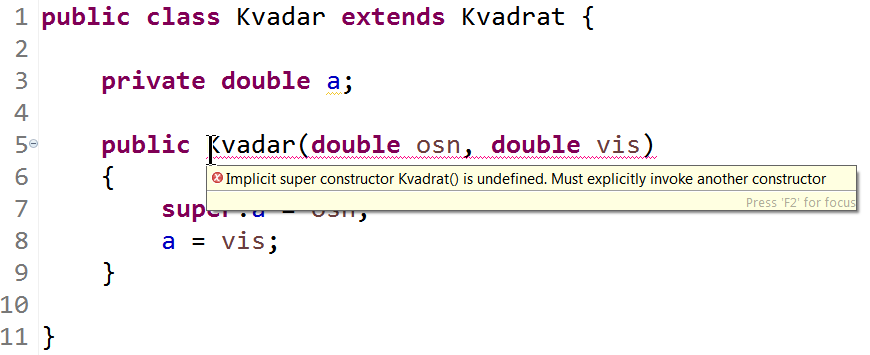 1 public class Kvadar extends Kvadrat {
2
3 private double a;
4
5 public Kvadar(double osn, double vis)
6 {
Implicit super constructor Kvadrat() is undefined. Must explicitly invoke another constructor
Press 'F2' for focus
7 super.a = osn;
8 a = vis;
9 }
10
11 }